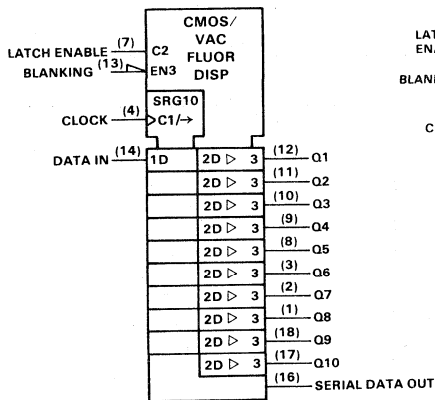 CMOS/
VAC
FLUOR
DISP
LATCH ENABLE (7) C2
BLANKING (13) EN3
SRG10
CLOCK (4) C1/→
DATA IN (14) 1D 2D ▷ 3 (12) Q1
2D ▷ 3 (11) Q2
2D ▷ 3 (10) Q3
2D ▷ 3 (9) Q4
2D ▷ 3 (8) Q5
2D ▷ 3 (3) Q6
2D ▷ 3 (2) Q7
2D ▷ 3 (1) Q8
2D ▷ 3 (18) Q9
2D ▷ 3 (17) Q10
(16) SERIAL DATA OUT
LAT
ENA
BLANK
C